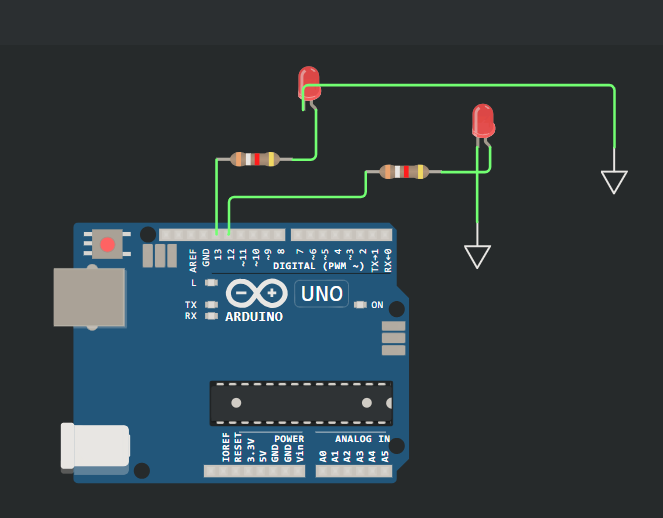 AREF
GND
13
12
~11
~10
~9
8
7
~6
~5
4
~3
2
TX→1
RX←0
DIGITAL (PWM ~)
L
TX
RX
UNO
ON
ARDUINO
IOREF
RESET
3.3V
5V
GND
GND
Vin
POWER
ANALOG IN
A0
A1
A2
A3
A4
A5